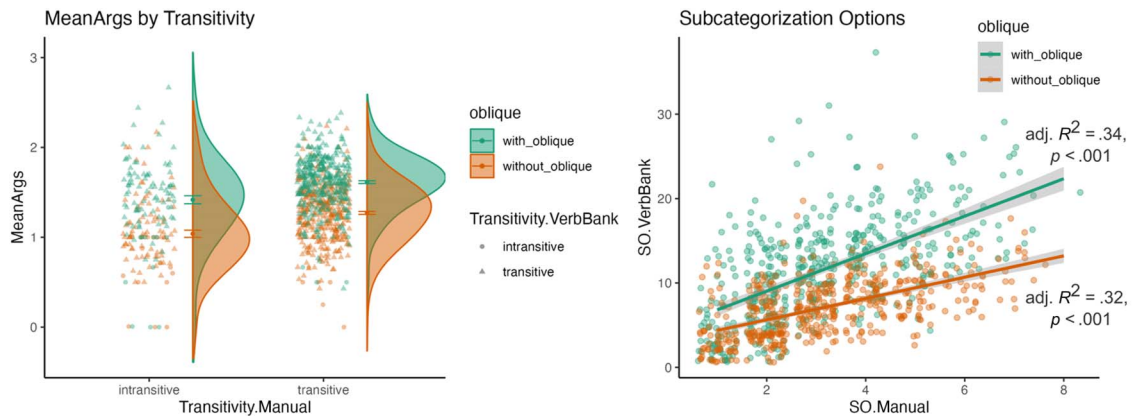 MeanArgs by Transitivity
MeanArgs
3
2
1
0
intransitive
transitive
Transitivity.Manual
oblique
with_oblique
without_oblique
Transitivity.VerbBank
intransitive
transitive
Subcategorization Options
SO.VerbBank
30
20
10
0
2
4
6
8
SO.Manual
oblique
with_oblique
without_oblique
adj. R² = .34,
p < .001
adj. R² = .32,
p < .001